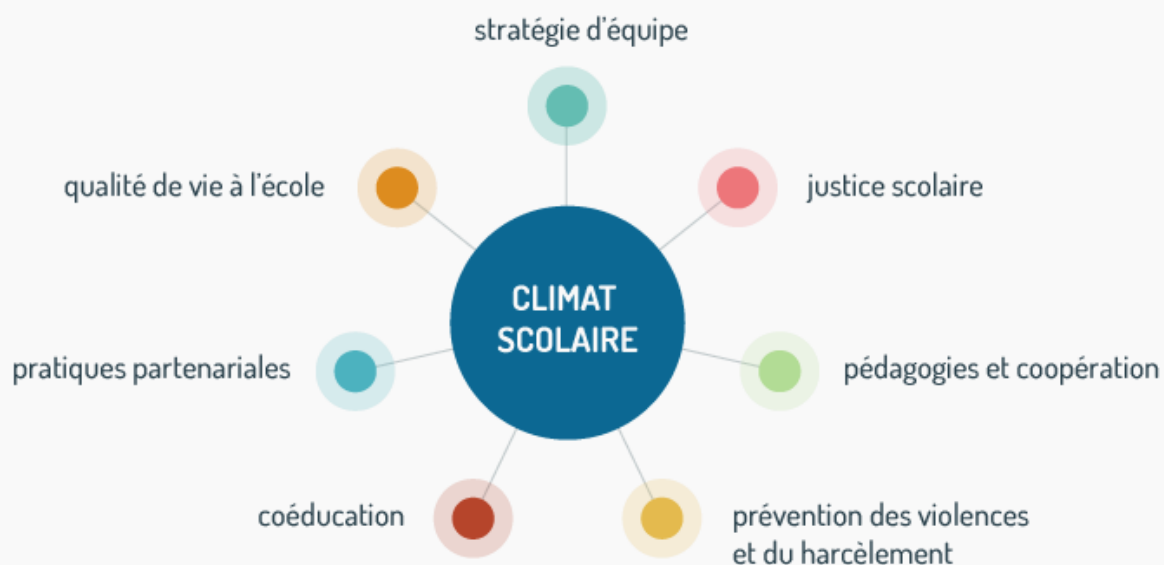 stratégie d'équipe
qualité de vie à l'école
justice scolaire
CLIMAT
SCOLAIRE
pratiques partenariales
pédagogies et coopération
coéducation
prévention des violences
et du harcèlement